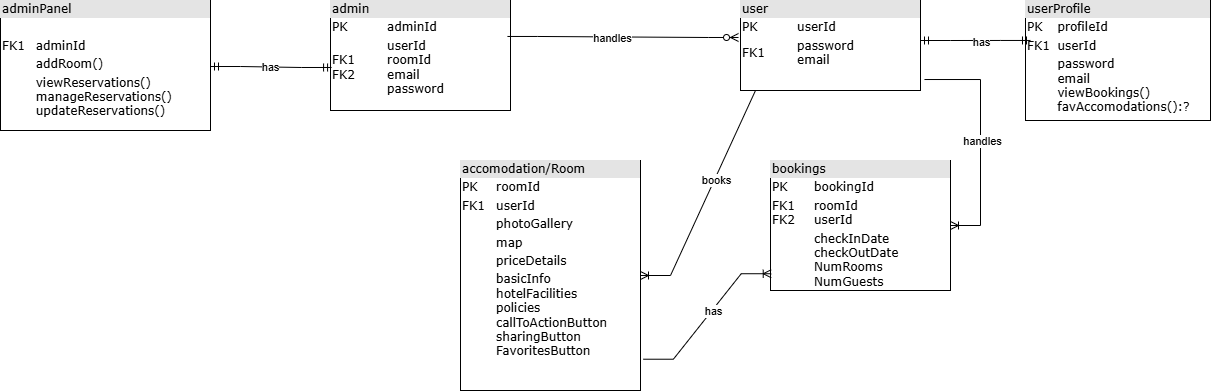 adminPanel
FK1 adminId
addRoom()
viewReservations()
manageReservations()
updateReservations()
has
admin
PK adminId
userId
FK1 roomId
FK2 email
password
handles
user
PK userId
password
FK1 email
has
userProfile
PK profileId
FK1 userId
password
email
viewBookings()
favAccomodations():?
handles
books
accomodation/Room
PK roomId
FK1 userId
photoGallery
map
priceDetails
basicInfo
hotelFacilities
policies
callToActionButton
sharingButton
FavoritesButton
has
bookings
PK bookingId
FK1 roomId
FK2 userId
checkInDate
checkOutDate
NumRooms
NumGuests